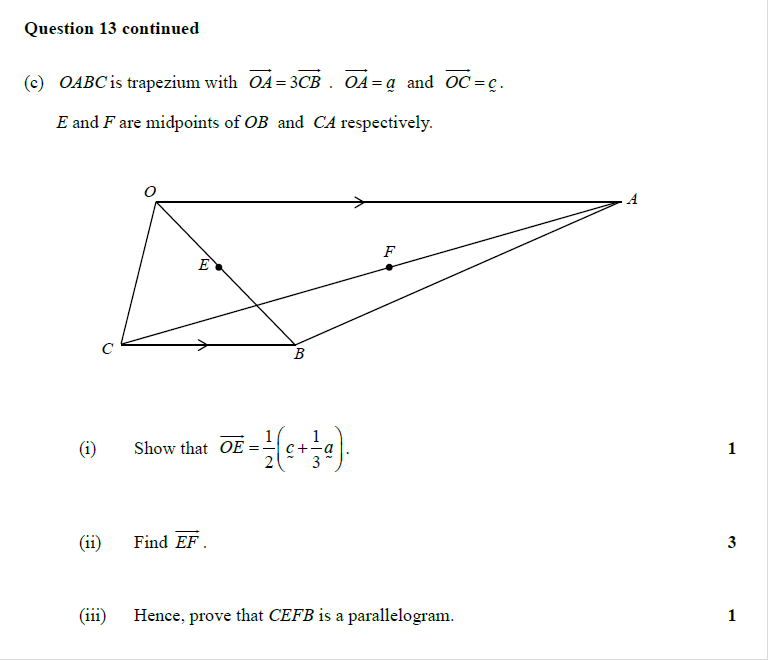 Question 13 continued
(c) OABC is trapezium with $\overrightarrow{OA} = 3\overrightarrow{CB}$ . $\overrightarrow{OA} = \underset{\sim}{a}$ and $\overrightarrow{OC} = \underset{\sim}{c}$.
E and F are midpoints of OB and CA respectively.
O
A
F
E
C
B
(i) Show that $\overrightarrow{OE} = \frac{1}{2}\left(\underset{\sim}{c} + \frac{1}{3}\underset{\sim}{a}\right)$. 1
(ii) Find $\overrightarrow{EF}$ . 3
(iii) Hence, prove that CEFB is a parallelogram. 1